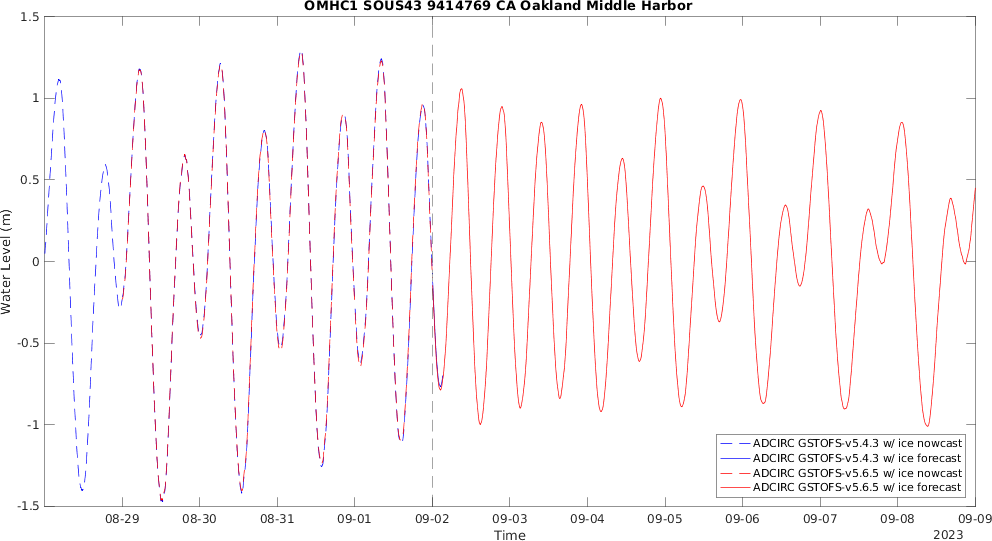 OMHC1 SOUS43 9414769 CA Oakland Middle Harbor
1.5
1
0.5
0
-0.5
-1
-1.5
Water Level (m)
ADCIRC GSTOFS-v5.4.3 w/ ice nowcast
ADCIRC GSTOFS-v5.4.3 w/ ice forecast
ADCIRC GSTOFS-v5.6.5 w/ ice nowcast
ADCIRC GSTOFS-v5.6.5 w/ ice forecast
08-29 08-30 08-31 09-01 09-02 09-03 09-04 09-05 09-06 09-07 09-08 09-09
Time
2023